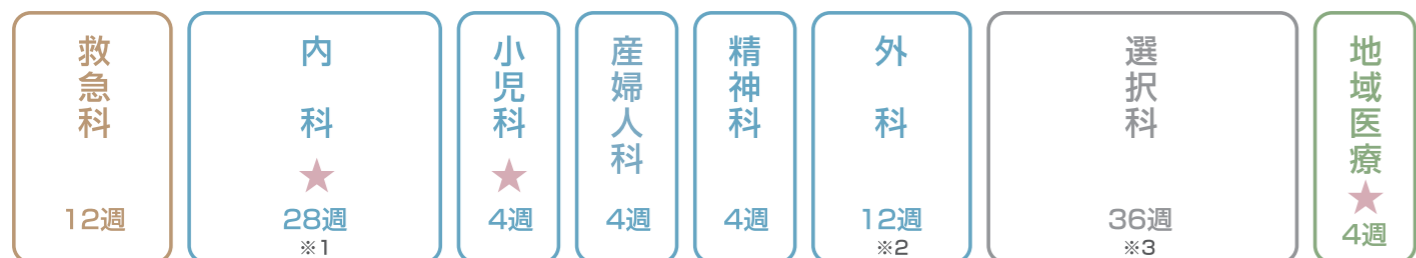 救急科
12週
内科
★
28週
※1
小児科
★
4週
産婦人科
4週
精神科
4週
外科
12週
※2
選択科
36週
※3
地域医療
★
4週